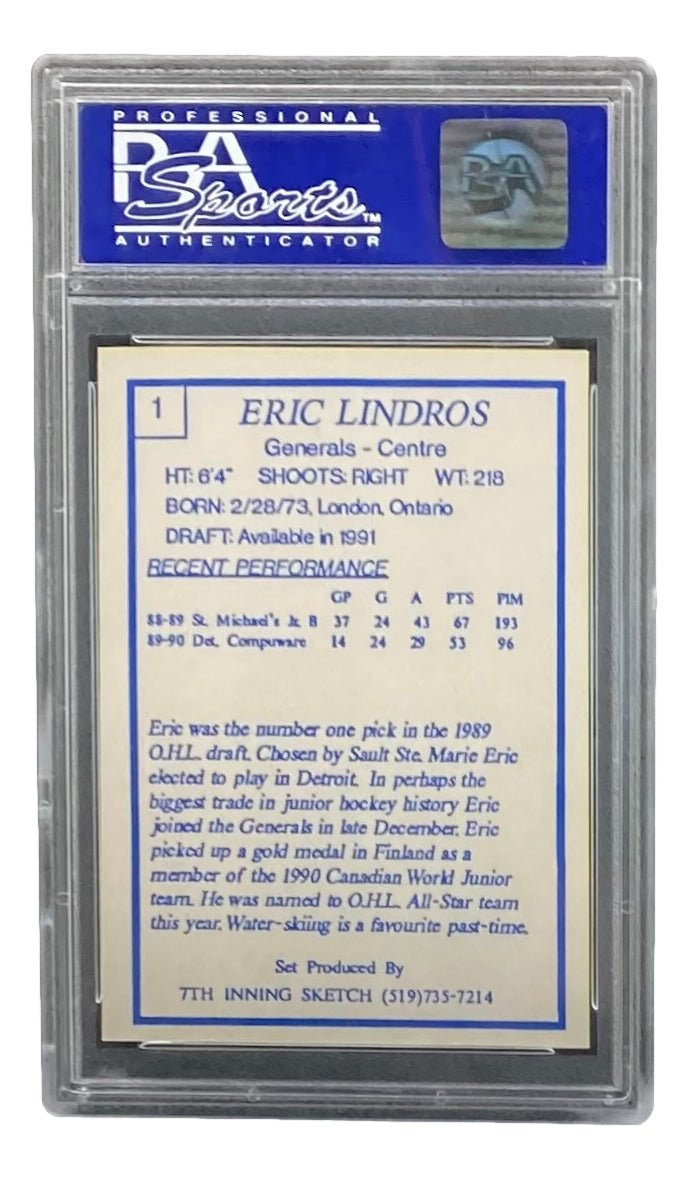 PROFESSIONAL
PSA
Sports™
AUTHENTICATOR
PSA
1
ERIC LINDROS
Generals - Centre
HT: 6'4" SHOOTS: RIGHT WT: 218
BORN: 2/28/73, London, Ontario
DRAFT: Available in 1991
RECENT PERFORMANCE
GP G A PTS PIM
88-89 St. Michael's Jr. B 37 24 43 67 193
89-90 Det. Compuware 14 24 29 53 96
Eric was the number one pick in the 1989
O.H.L. draft. Chosen by Sault Ste. Marie Eric
elected to play in Detroit. In perhaps the
biggest trade in junior hockey history Eric
joined the Generals in late December. Eric
picked up a gold medal in Finland as a
member of the 1990 Canadian World Junior
team. He was named to O.H.L. All-Star team
this year. Water-skiing is a favourite past-time.
Set Produced By
7TH INNING SKETCH (519)735-7214